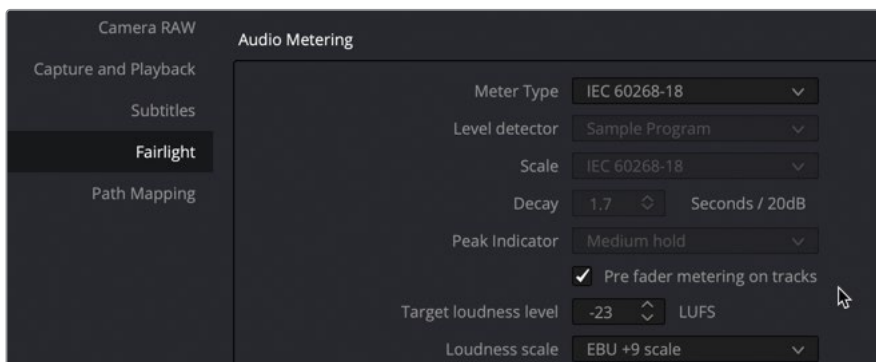 Camera RAW
Capture and Playback
Subtitles
Fairlight
Path Mapping
Audio Metering
Meter Type IEC 60268-18
Level detector Sample Program
Scale IEC 60268-18
Decay 1.7 Seconds / 20dB
Peak Indicator Medium hold
Pre fader metering on tracks
Target loudness level -23 LUFS
Loudness scale EBU +9 scale